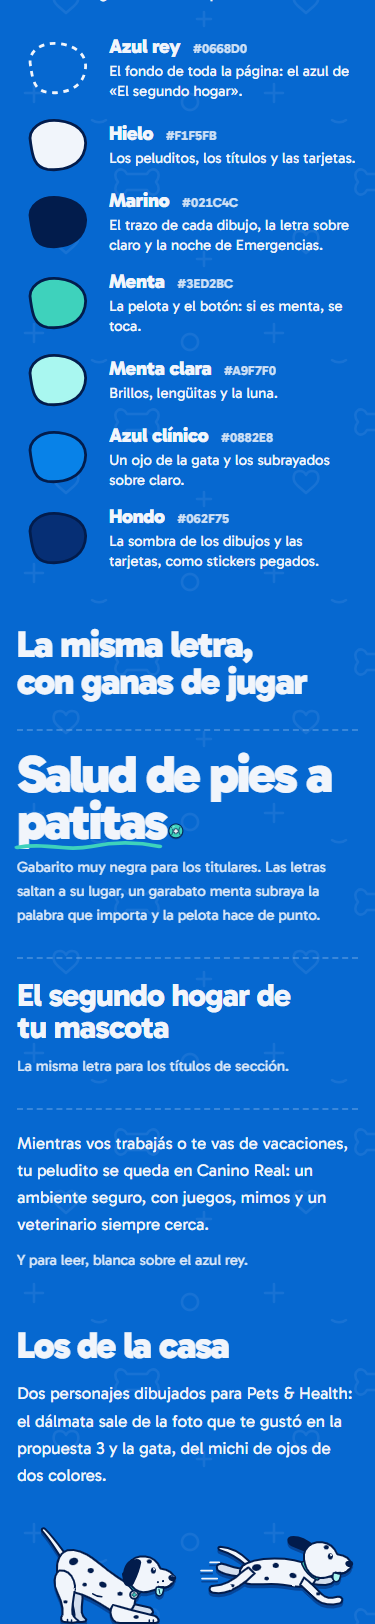 Azul rey #0668D0
El fondo de toda la página: el azul de
«El segundo hogar».
Hielo #F1F5FB
Los peluditos, los títulos y las tarjetas.
Marino #021C4C
El trazo de cada dibujo, la letra sobre
claro y la noche de Emergencias.
Menta #3ED2BC
La pelota y el botón: si es menta, se
toca.
Menta clara #A9F7F0
Brillos, lengüitas y la luna.
Azul clínico #0882E8
Un ojo de la gata y los subrayados
sobre claro.
Hondo #062F75
La sombra de los dibujos y las
tarjetas, como stickers pegados.
La misma letra,
con ganas de jugar
Salud de pies a
patitas
Gabarito muy negra para los titulares. Las letras
saltan a su lugar, un garabato menta subraya la
palabra que importa y la pelota hace de punto.
El segundo hogar de
tu mascota
La misma letra para los títulos de sección.
Mientras vos trabajás o te vas de vacaciones,
tu peludito se queda en Canino Real: un
ambiente seguro, con juegos, mimos y un
veterinario siempre cerca.
Y para leer, blanca sobre el azul rey.
Los de la casa
Dos personajes dibujados para Pets & Health:
el dálmata sale de la foto que te gustó en la
propuesta 3 y la gata, del michi de ojos de
dos colores.